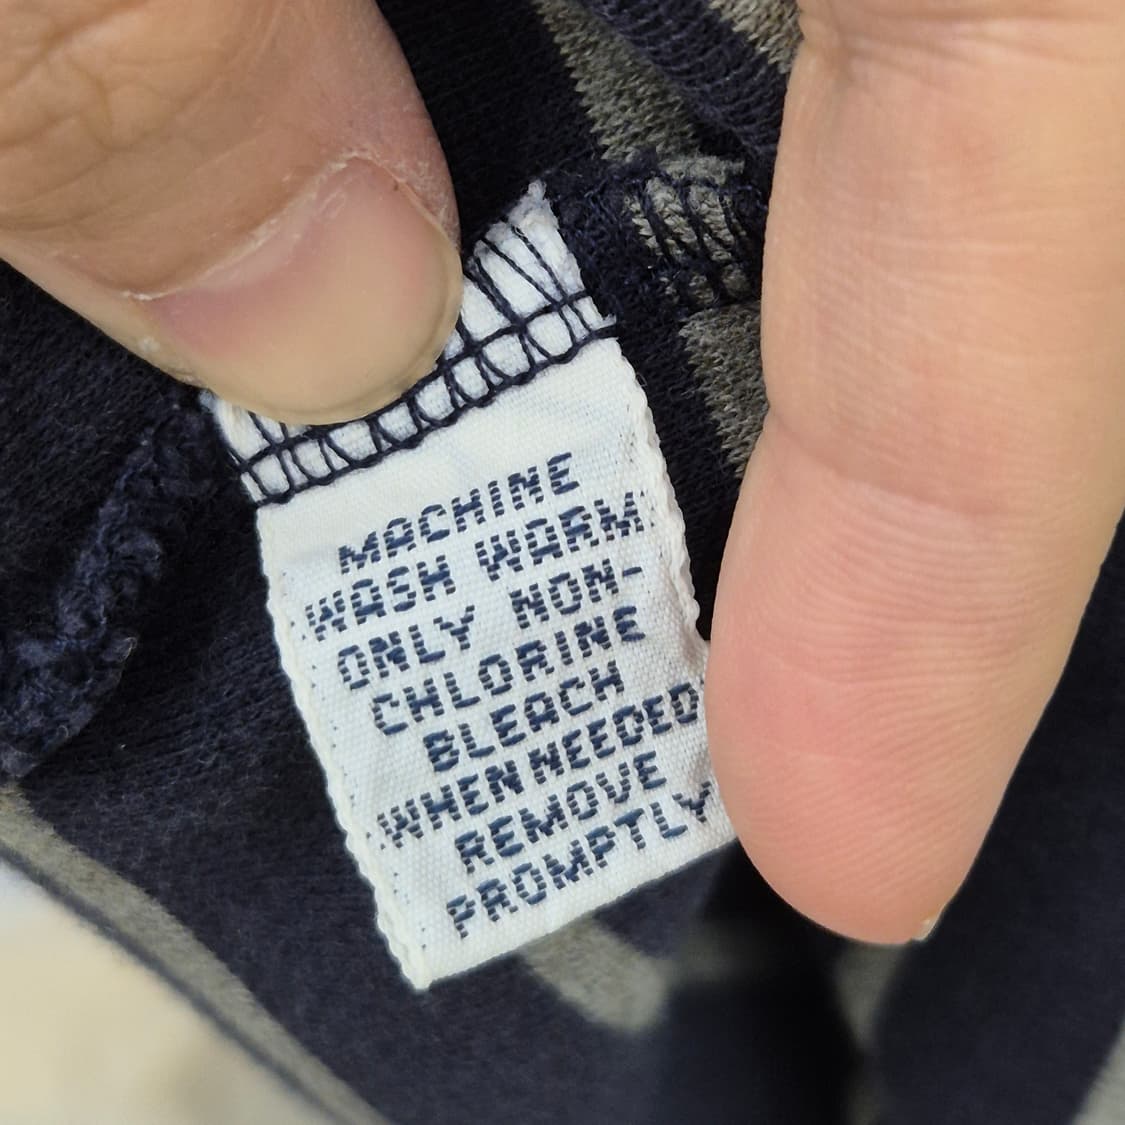 MACHINE
WASH WARM
ONLY NON-
CHLORINE
BLEACH
WHEN NEEDED
REMOVE
PROMPTLY